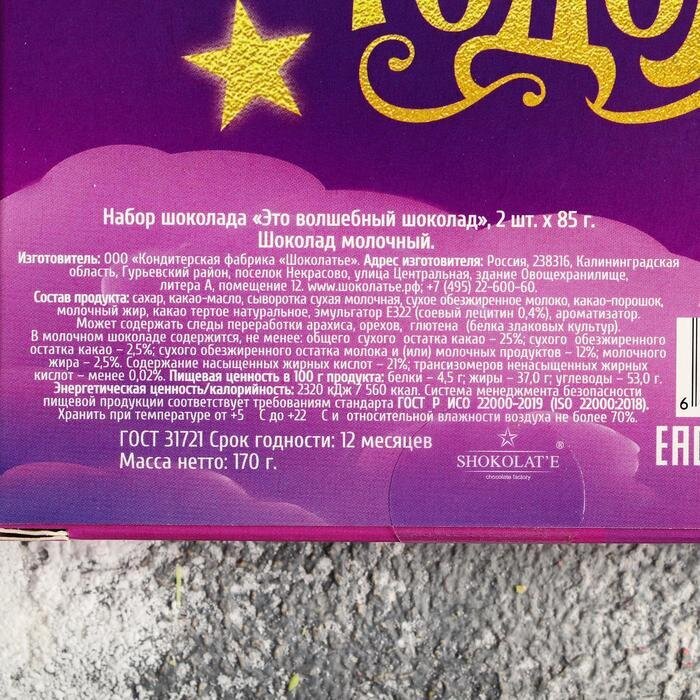 Набор шоколада «Это волшебный шоколад», 2 шт. х 85 г.
Шоколад молочный.
Изготовитель: ООО «Кондитерская фабрика «Шоколатье». Адрес изготовителя: Россия, 238316, Калининградская
область, Гурьевский район, поселок Некрасово, улица Центральная, здание Овощехранилище,
литера А, помещение 12. www.шоколатье.рф; +7 (495) 22-600-60.
Состав продукта: сахар, какао-масло, сыворотка сухая молочная, сухое обезжиренное молоко, какао-порошок,
молочный жир, какао тертое натуральное, эмульгатор Е322 (соевый лецитин 0,4%), ароматизатор.
Может содержать следы переработки арахиса, орехов, глютена (белка злаковых культур).
В молочном шоколаде содержится, не менее: общего сухого остатка какао – 25%; сухого обезжиренного
остатка какао – 2,5%; сухого обезжиренного остатка молока и (или) молочных продуктов – 12%; молочного
жира – 2,5%. Содержание насыщенных жирных кислот – 21%; трансизомеров ненасыщенных жирных
кислот – менее 0,02%. Пищевая ценность в 100 г продукта: белки – 4,5 г; жиры – 37,0 г; углеводы – 53,0 г.
Энергетическая ценность/калорийность: 2320 кДж / 560 ккал. Система менеджмента безопасности
пищевой продукции соответствует требованиям стандарта ГОСТ Р ИСО 22000-2019 (ISO 22000:2018).
Хранить при температуре от +5 С до +22 С и относительной влажности воздуха не более 70%.
ГОСТ 31721 Срок годности: 12 месяцев
Масса нетто: 170 г.
SHOKOLAT'E ®
chocolate factory
6
EAC